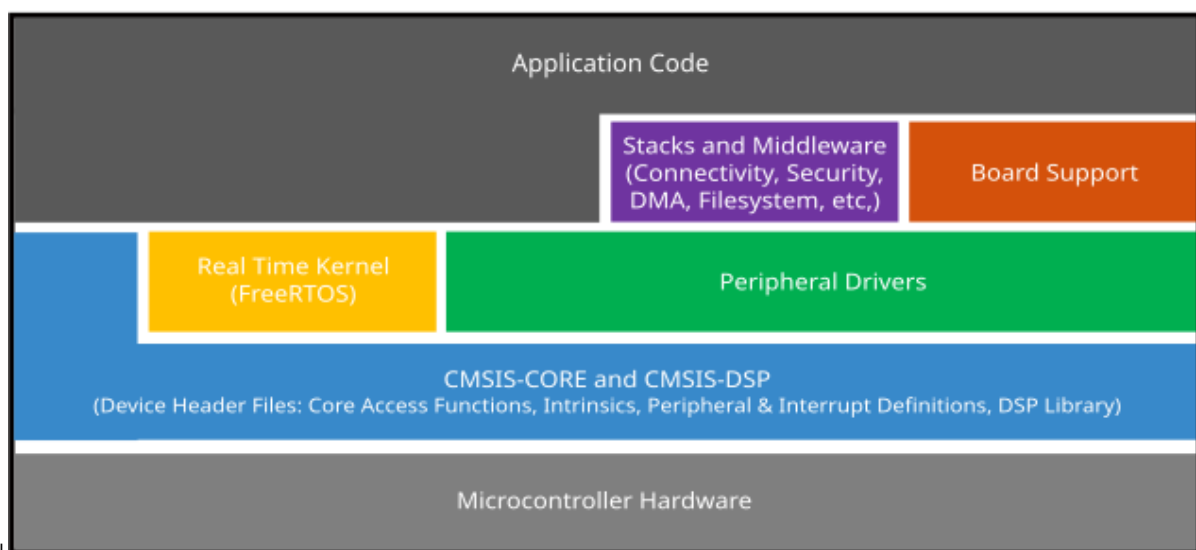 Application Code
Stacks and Middleware
(Connectivity, Security,
DMA, Filesystem, etc,)
Board Support
Real Time Kernel
(FreeRTOS)
Peripheral Drivers
CMSIS-CORE and CMSIS-DSP
(Device Header Files: Core Access Functions, Intrinsics, Peripheral & Interrupt Definitions, DSP Library)
Microcontroller Hardware